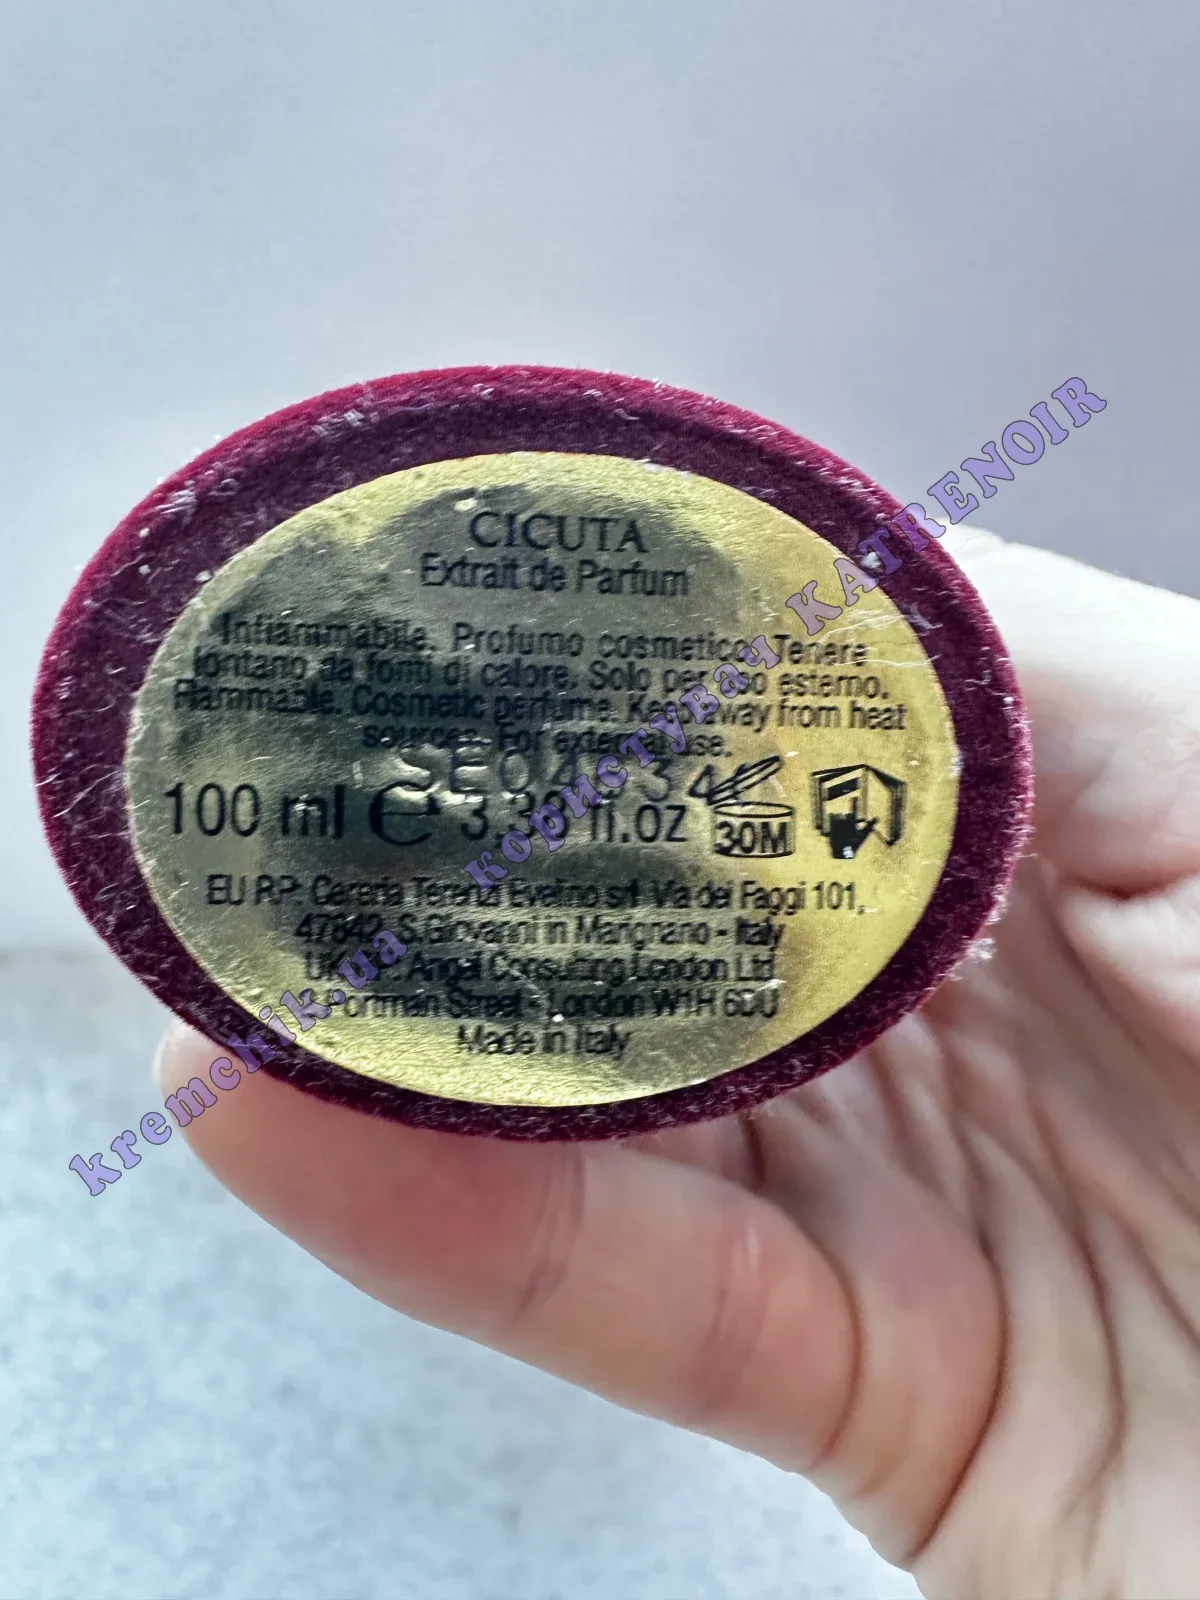 CICUTA
Extrait de Parfum
Infiammabile. Profumo cosmetico. Tenere
lontano da fonti di calore. Solo per uso esterno.
Flammable. Cosmetic perfume. Keep away from heat
sources. For external use.
100 ml e 3.38 fl.oz
30M
EU RP: Cereria Terenzi Evelino srl Via dei Faggi 101,
47842 S.Giovanni in Marignano - Italy
UK RP: Angel Consulting London Ltd
Portman Street - London W1H 6DU
Made in Italy
kremchik.ua користувач KATRENOIR